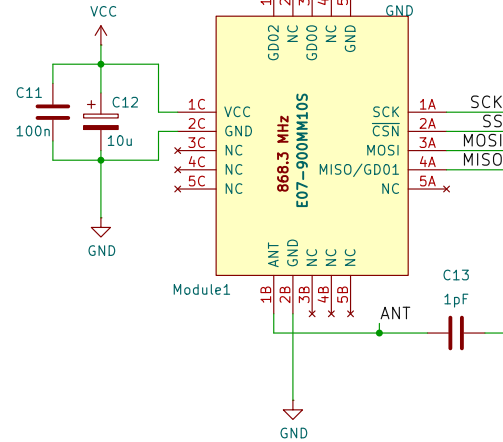 VCC
GND
GD02
NC
GD00
NC
GND
C11
100n
+
C12
10u
1C
2C
3C
4C
5C
VCC
GND
NC
NC
NC
868.3 MHz
E07-900MM10S
SCK
CSN
MOSI
MISO/GD01
NC
1A
2A
3A
4A
5A
SCK
SS
MOSI
MISO
ANT
GND
NC
NC
NC
GND
Module1
1B
2B
3B
4B
5B
C13
1pF
ANT
GND